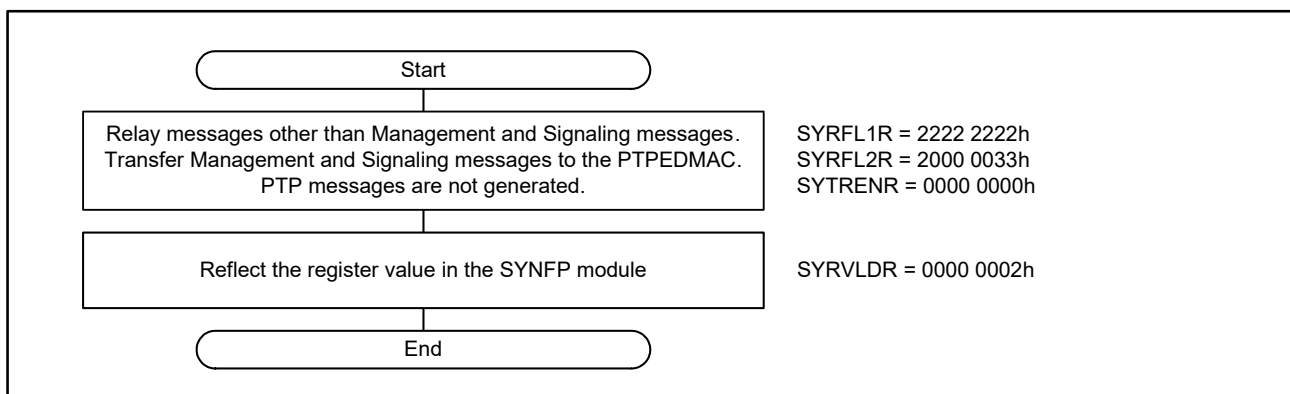 Start
Relay messages other than Management and Signaling messages.
Transfer Management and Signaling messages to the PTPEDMAC.
PTP messages are not generated.
SYRFL1R = 2222 2222h
SYRFL2R = 2000 0033h
SYTRENR = 0000 0000h
Reflect the register value in the SYNFP module
SYRVLDR = 0000 0002h
End